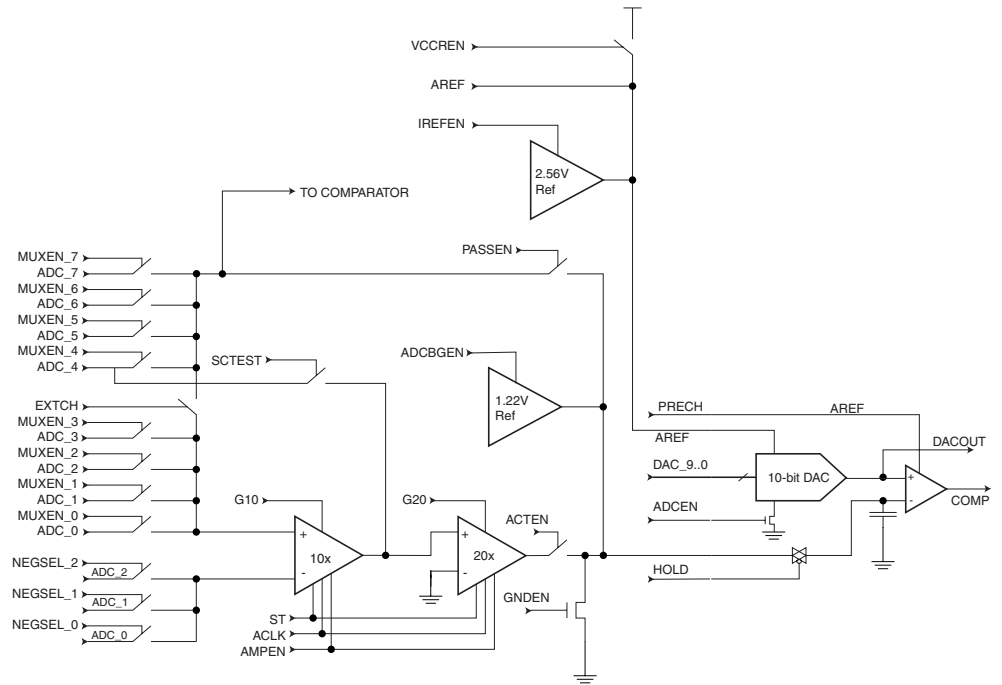 VCCREN
AREF
IREFEN
2.56V
Ref
TO COMPARATOR
PASSEN
MUXEN_7
ADC_7
MUXEN_6
ADC_6
MUXEN_5
ADC_5
MUXEN_4
ADC_4
SCTEST
ADCBGEN
1.22V
Ref
EXTCH
MUXEN_3
ADC_3
MUXEN_2
ADC_2
MUXEN_1
ADC_1
MUXEN_0
ADC_0
PRECH
AREF
AREF
DACOUT
DAC_9..0
10-bit DAC
+
-
COMP
ADCEN
G10
G20
ACTEN
+
10x
-
+
20x
-
NEGSEL_2
ADC_2
NEGSEL_1
ADC_1
NEGSEL_0
ADC_0
HOLD
GNDEN
ST
ACLK
AMPEN